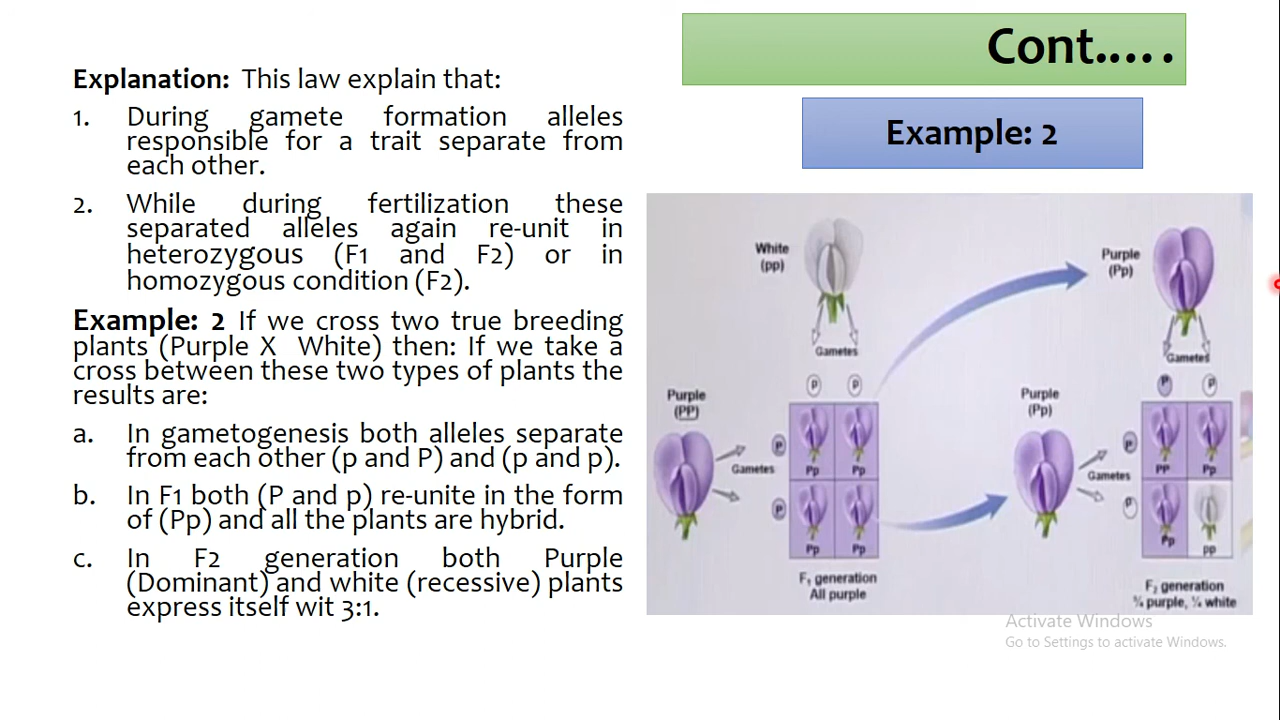 Cont.....
Example: 2
Explanation: This law explain that:
1. During gamete formation alleles
responsible for a trait separate from
each other.
2. While during fertilization these
separated alleles again re-unit in
heterozygous (F1 and F2) or in
homozygous condition (F2).
Example: 2 If we cross two true breeding
plants (Purple X White) then: If we take a
cross between these two types of plants the
results are:
a. In gametogenesis both alleles separate
from each other (p and P) and (p and p).
b. In F1 both (P and p) re-unite in the form
of (Pp) and all the plants are hybrid.
c. In F2 generation both Purple
(Dominant) and white (recessive) plants
express itself wit 3:1.
White
(pp)
Gametes
p p
Purple
(PP)
Gametes
P
P
Pp Pp
Pp Pp
F₁ generation
All purple
Purple
(Pp)
Gametes
P p
Purple
(Pp)
Gametes
P
p
PP Pp
Pp pp
F₂ generation
¾ purple, ¼ white
Activate Windows
Go to Settings to activate Windows.